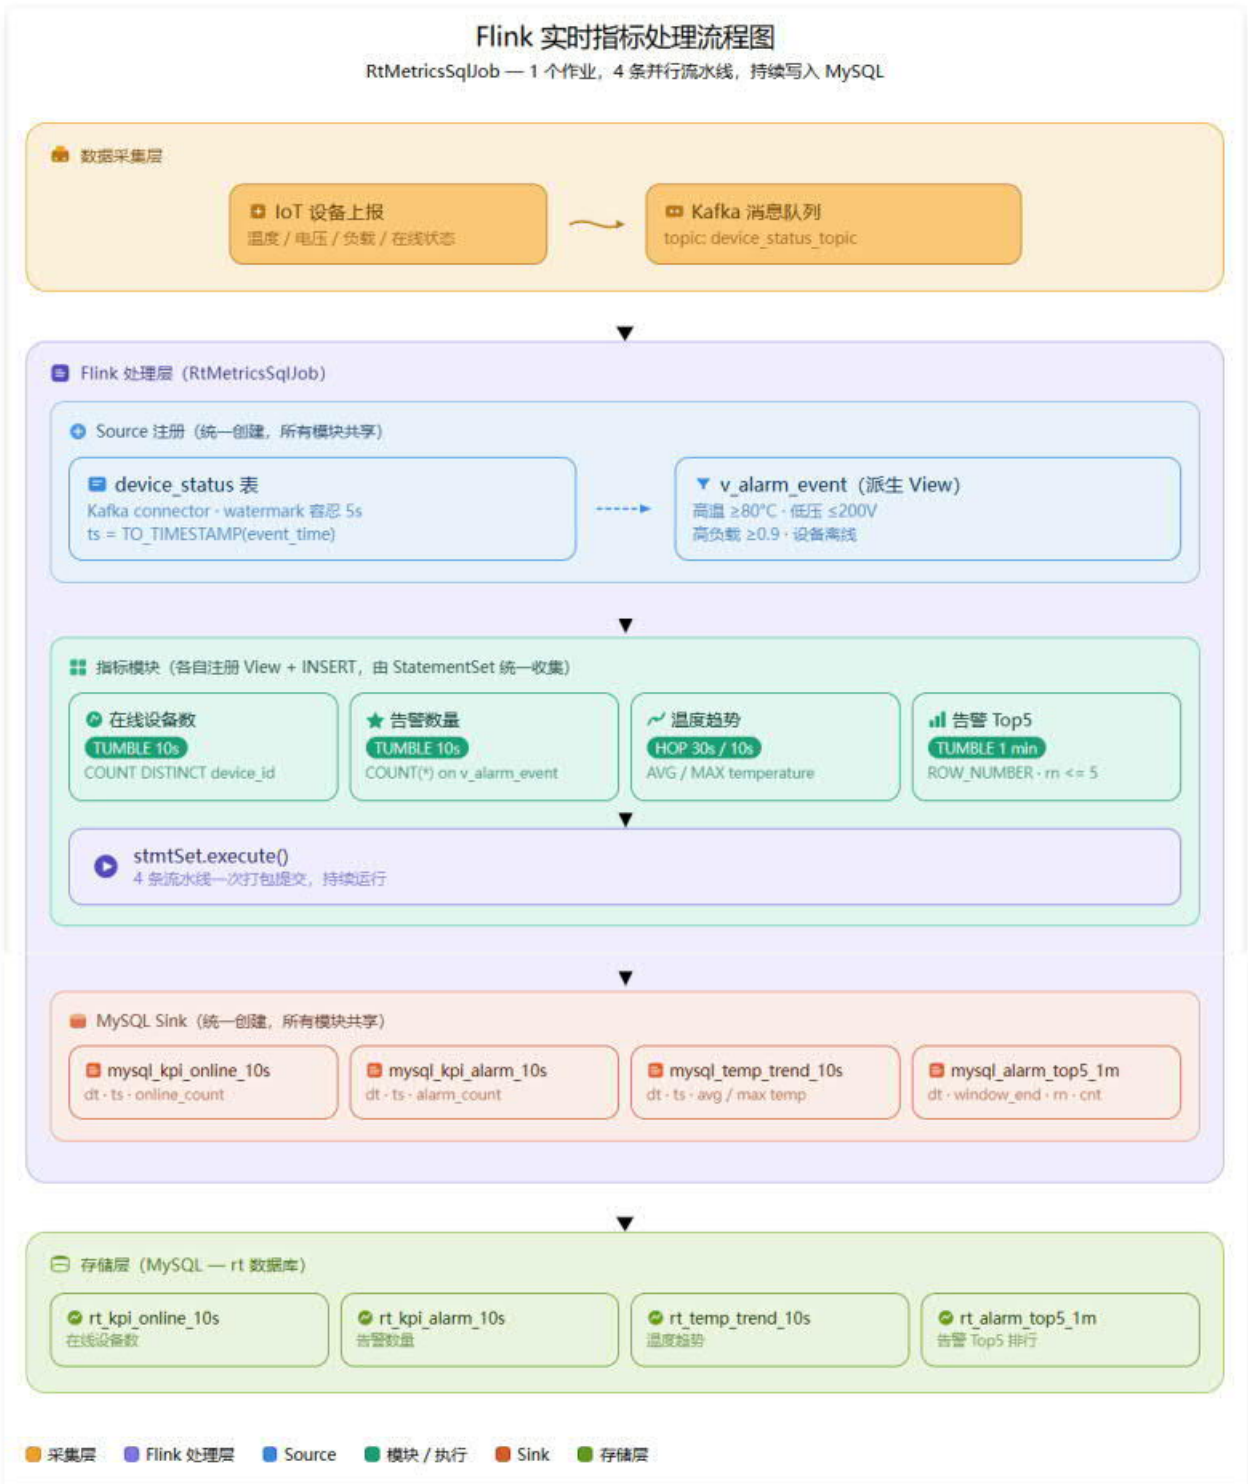 Flink 实时指标处理流程图
RtMetricsSqlJob — 1 个作业，4 条并行流水线，持续写入 MySQL
数据采集层
IoT 设备上报
温度 / 电压 / 负载 / 在线状态
Kafka 消息队列
topic: device_status_topic
Flink 处理层（RtMetricsSqlJob）
Source 注册（统一创建，所有模块共享）
device_status 表
Kafka connector · watermark 容忍 5s
ts = TO_TIMESTAMP(event_time)
v_alarm_event（派生 View）
高温 ≥80°C · 低压 ≤200V
高负载 ≥0.9 · 设备离线
指标模块（各自注册 View + INSERT，由 StatementSet 统一收集）
在线设备数
TUMBLE 10s
COUNT DISTINCT device_id
告警数量
TUMBLE 10s
COUNT(*) on v_alarm_event
温度趋势
HOP 30s / 10s
AVG / MAX temperature
告警 Top5
TUMBLE 1 min
ROW_NUMBER · rn <= 5
stmtSet.execute()
4 条流水线一次打包提交，持续运行
MySQL Sink（统一创建，所有模块共享）
mysql_kpi_online_10s
dt · ts · online_count
mysql_kpi_alarm_10s
dt · ts · alarm_count
mysql_temp_trend_10s
dt · ts · avg / max temp
mysql_alarm_top5_1m
dt · window_end · rn · cnt
存储层（MySQL — rt 数据库）
rt_kpi_online_10s
在线设备数
rt_kpi_alarm_10s
告警数量
rt_temp_trend_10s
温度趋势
rt_alarm_top5_1m
告警 Top5 排行
采集层 Flink 处理层 Source 模块 / 执行 Sink 存储层